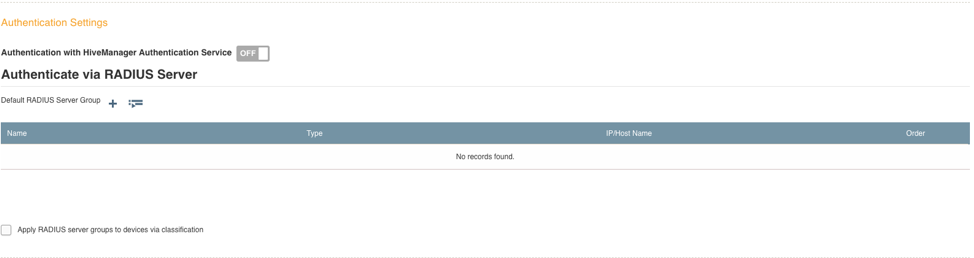 Authentication Settings
Authentication with HiveManager Authentication Service OFF
Authenticate via RADIUS Server
Default RADIUS Server Group
Name Type IP/Host Name Order
No records found.
Apply RADIUS server groups to devices via classification